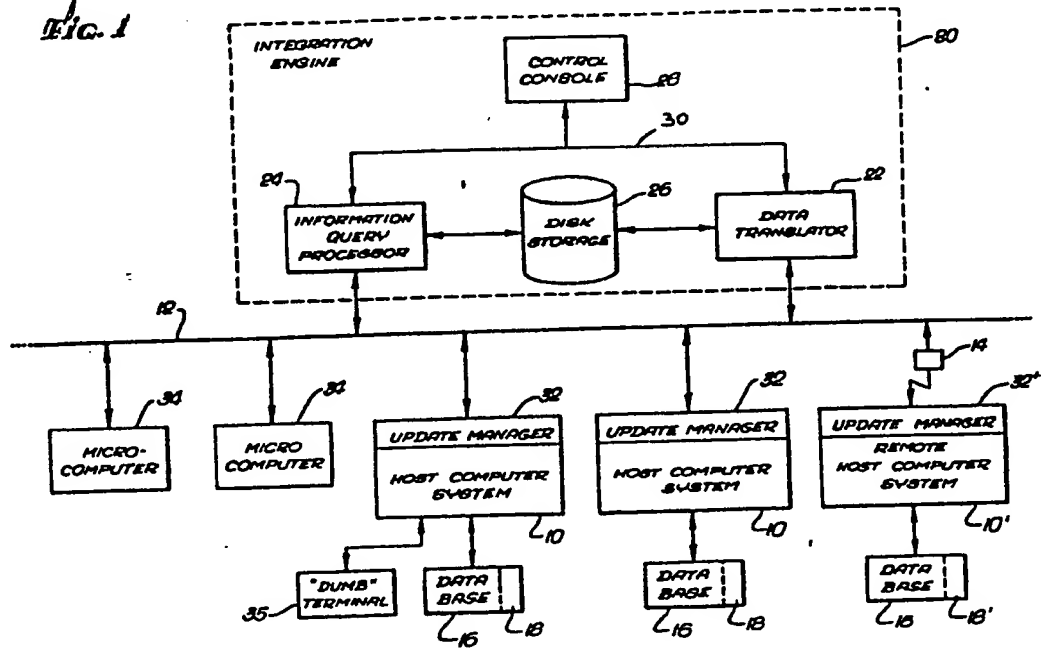 Fig. 1
INTEGRATION
ENGINE
80
CONTROL
CONSOLE
28
30
24
INFORMATION
QUERY
PROCESSOR
26
DISK
STORAGE
22
DATA
TRANSLATOR
12
14
34
MICRO-
COMPUTER
34
MICRO
COMPUTER
32
UPDATE MANAGER
HOST COMPUTER
SYSTEM
10
32
UPDATE MANAGER
HOST COMPUTER
SYSTEM
10
32'
UPDATE MANAGER
REMOTE
HOST COMPUTER
SYSTEM
10'
"DUMB"
TERMINAL
35
DATA
BASE
16
18
DATA
BASE
16
18
DATA
BASE
18'